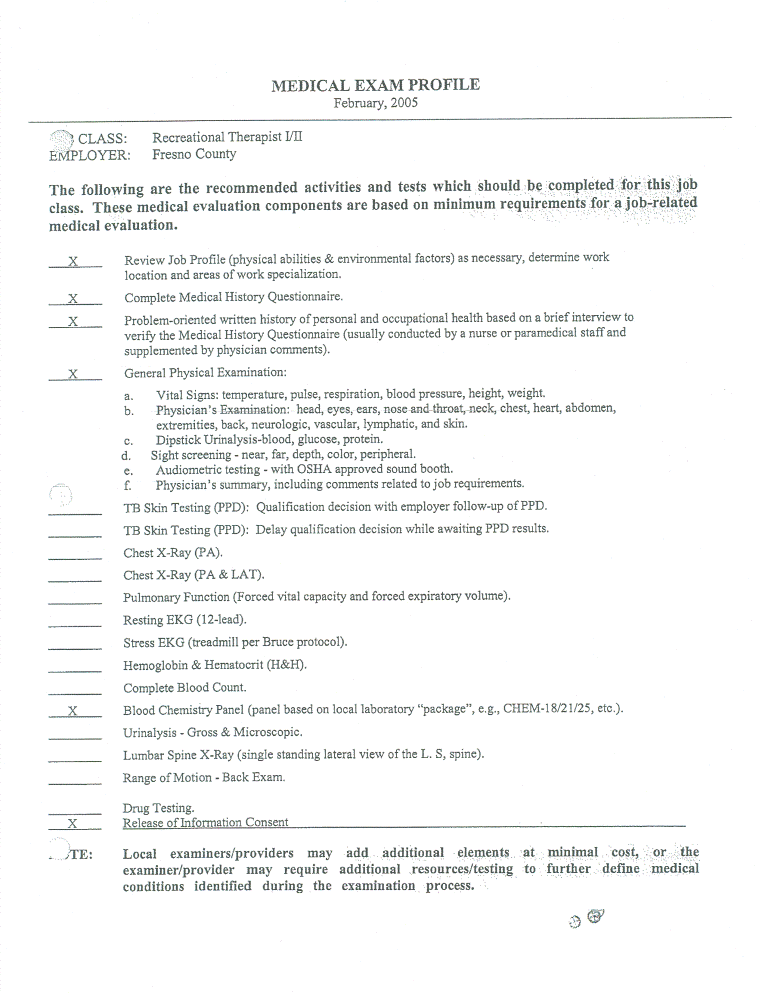 MEDICAL EXAM PROFILE
February, 2005
CLASS: Recreational Therapist I/II
EMPLOYER: Fresno County
The following are the recommended activities and tests which should be completed for this job
class. These medical evaluation components are based on minimum requirements for a job-related
medical evaluation.
X Review Job Profile (physical abilities & environmental factors) as necessary, determine work
location and areas of work specialization.
X Complete Medical History Questionnaire.
X Problem-oriented written history of personal and occupational health based on a brief interview to
verify the Medical History Questionnaire (usually conducted by a nurse or paramedical staff and
supplemented by physician comments).
X General Physical Examination:
a. Vital Signs: temperature, pulse, respiration, blood pressure, height, weight.
b. Physician's Examination: head, eyes, ears, nose and throat, neck, chest, heart, abdomen,
extremities, back, neurologic, vascular, lymphatic, and skin.
c. Dipstick Urinalysis-blood, glucose, protein.
d. Sight screening - near, far, depth, color, peripheral.
e. Audiometric testing - with OSHA approved sound booth.
f. Physician's summary, including comments related to job requirements.
TB Skin Testing (PPD): Qualification decision with employer follow-up of PPD.
TB Skin Testing (PPD): Delay qualification decision while awaiting PPD results.
Chest X-Ray (PA).
Chest X-Ray (PA & LAT).
Pulmonary Function (Forced vital capacity and forced expiratory volume).
Resting EKG (12-lead).
Stress EKG (treadmill per Bruce protocol).
Hemoglobin & Hematocrit (H&H).
Complete Blood Count.
X Blood Chemistry Panel (panel based on local laboratory "package", e.g., CHEM-18/21/25, etc.).
Urinalysis - Gross & Microscopic.
Lumbar Spine X-Ray (single standing lateral view of the L. S, spine).
Range of Motion - Back Exam.
Drug Testing.
X Release of Information Consent
TE: Local examiners/providers may add additional elements at minimal cost, or the
examiner/provider may require additional resources/testing to further define medical
conditions identified during the examination process.